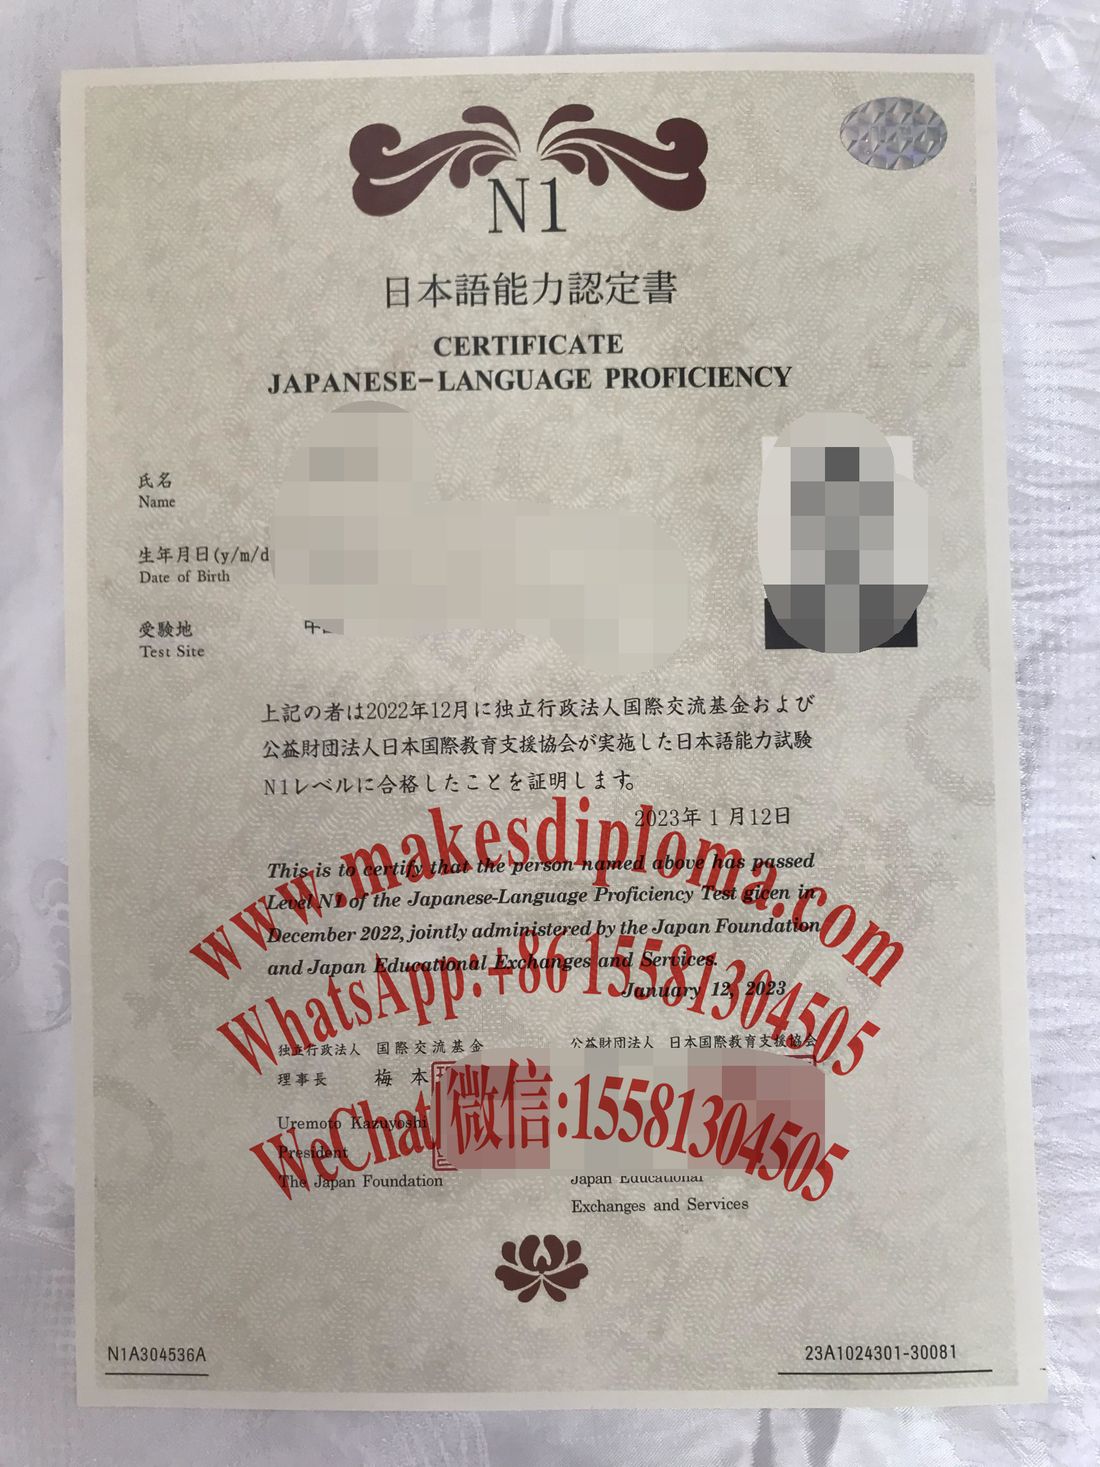 N1
日本語能力認定書
CERTIFICATE
JAPANESE-LANGUAGE PROFICIENCY
氏名
Name
生年月日(y/m/d
Date of Birth
受験地
Test Site
上記の者は2022年12月に独立行政法人国際交流基金および
公益財団法人日本国際教育支援協会が実施した日本語能力試験
N1レベルに合格したことを証明します。
2023年 1 月12日
www.makesdiploma.com
This is to certify that the person named above has passed
Level N1 of the Japanese-Language Proficiency Test gicen in
December 2022, jointly administered by the Japan Foundation
and Japan Educational Exchanges and Services.
WhatsApp:+86 15581304505
January 12, 2023
独立行政法人 国際交流基金
公益財団法人 日本国際教育支援協会
理事長 梅本
WeChat/微信:15581304505
Uremoto Kazuyoshi
President
The Japan Foundation
Japan Educational
Exchanges and Services
N1A304536A
23A1024301-30081